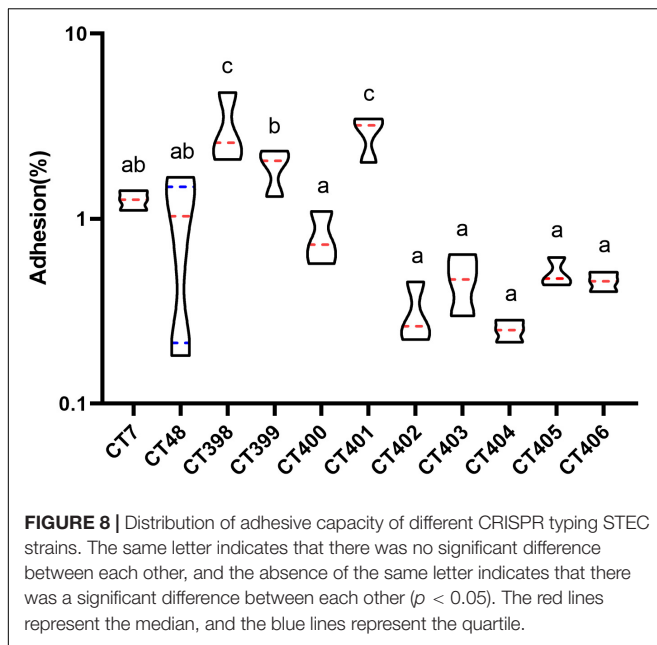 10
c
c
b
ab
ab
a
a
a
a
a
a
1
0.1
Adhesion(%)
CT7
CT48
CT398
CT399
CT400
CT401
CT402
CT403
CT404
CT405
CT406
FIGURE 8 | Distribution of adhesive capacity of different CRISPR typing STEC
strains. The same letter indicates that there was no significant difference
between each other, and the absence of the same letter indicates that there
was a significant difference between each other (p < 0.05). The red lines
represent the median, and the blue lines represent the quartile.